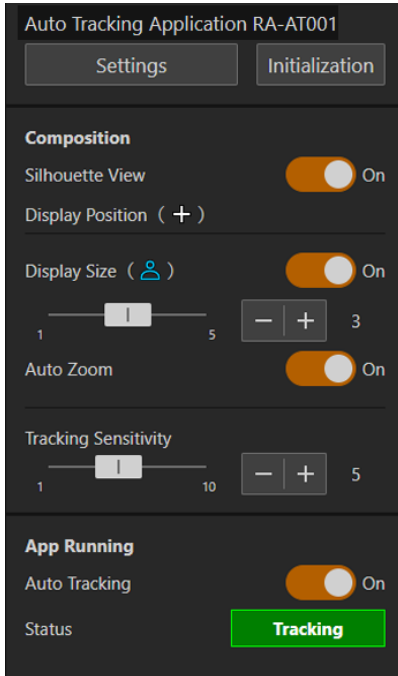 Auto Tracking Application RA-AT001
Settings Initialization
Composition
Silhouette View On
Display Position ( + )
Display Size ( ) On
1 5 − + 3
Auto Zoom On
Tracking Sensitivity
1 10 − + 5
App Running
Auto Tracking On
Status Tracking